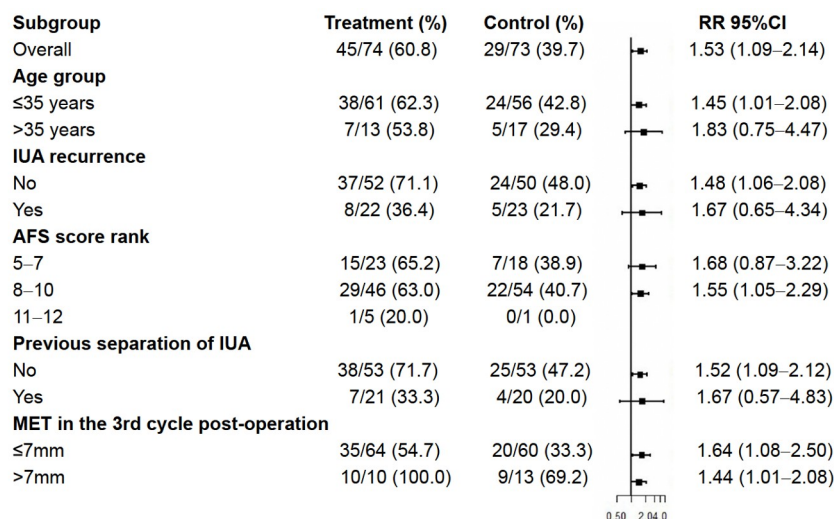 Subgroup Treatment (%) Control (%) RR 95%CI
Overall 45/74 (60.8) 29/73 (39.7) 1.53 (1.09–2.14)
Age group
≤35 years 38/61 (62.3) 24/56 (42.8) 1.45 (1.01–2.08)
>35 years 7/13 (53.8) 5/17 (29.4) 1.83 (0.75–4.47)
IUA recurrence
No 37/52 (71.1) 24/50 (48.0) 1.48 (1.06–2.08)
Yes 8/22 (36.4) 5/23 (21.7) 1.67 (0.65–4.34)
AFS score rank
5–7 15/23 (65.2) 7/18 (38.9) 1.68 (0.87–3.22)
8–10 29/46 (63.0) 22/54 (40.7) 1.55 (1.05–2.29)
11–12 1/5 (20.0) 0/1 (0.0)
Previous separation of IUA
No 38/53 (71.7) 25/53 (47.2) 1.52 (1.09–2.12)
Yes 7/21 (33.3) 4/20 (20.0) 1.67 (0.57–4.83)
MET in the 3rd cycle post-operation
≤7mm 35/64 (54.7) 20/60 (33.3) 1.64 (1.08–2.50)
>7mm 10/10 (100.0) 9/13 (69.2) 1.44 (1.01–2.08)
0.50 2.04.0